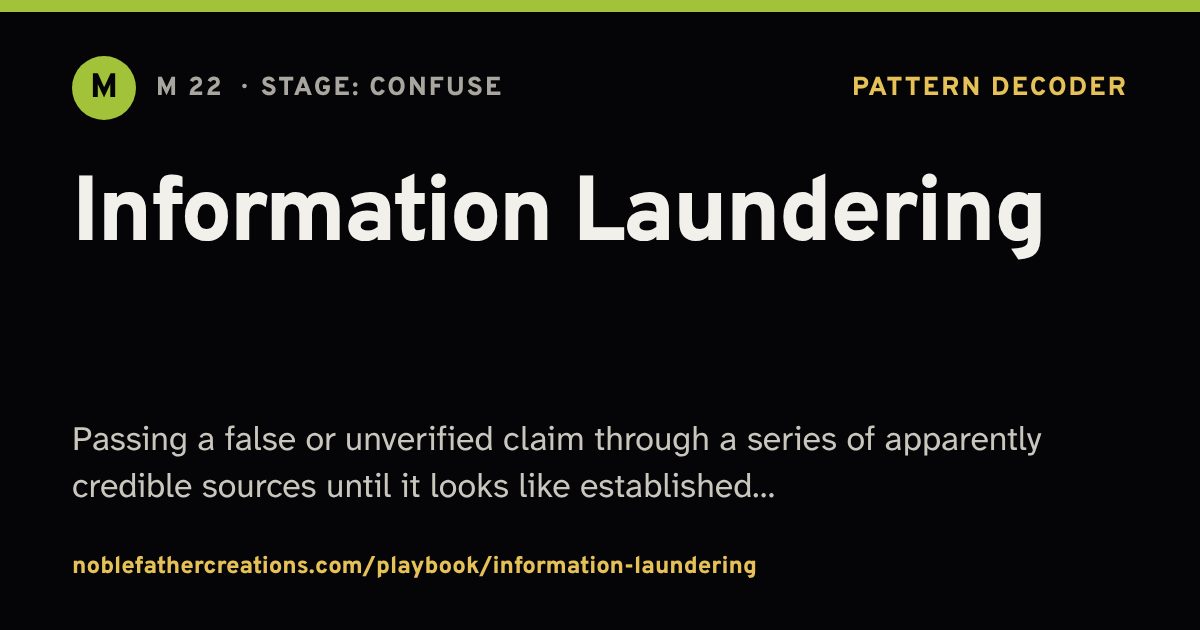 M
M 22 · STAGE: CONFUSE
PATTERN DECODER
Information Laundering
Passing a false or unverified claim through a series of apparently
credible sources until it looks like established...
noblefathercreations.com/playbook/information-laundering